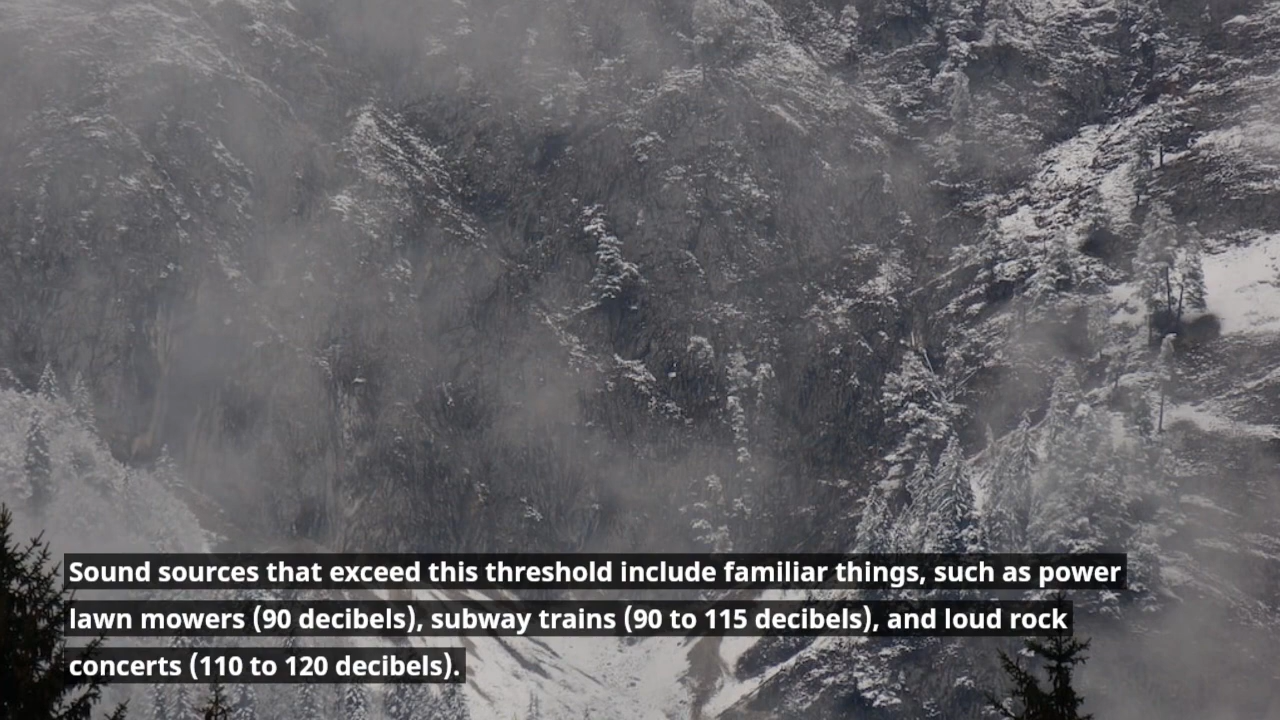 Sound sources that exceed this threshold include familiar things, such as power
lawn mowers (90 decibels), subway trains (90 to 115 decibels), and loud rock
concerts (110 to 120 decibels).